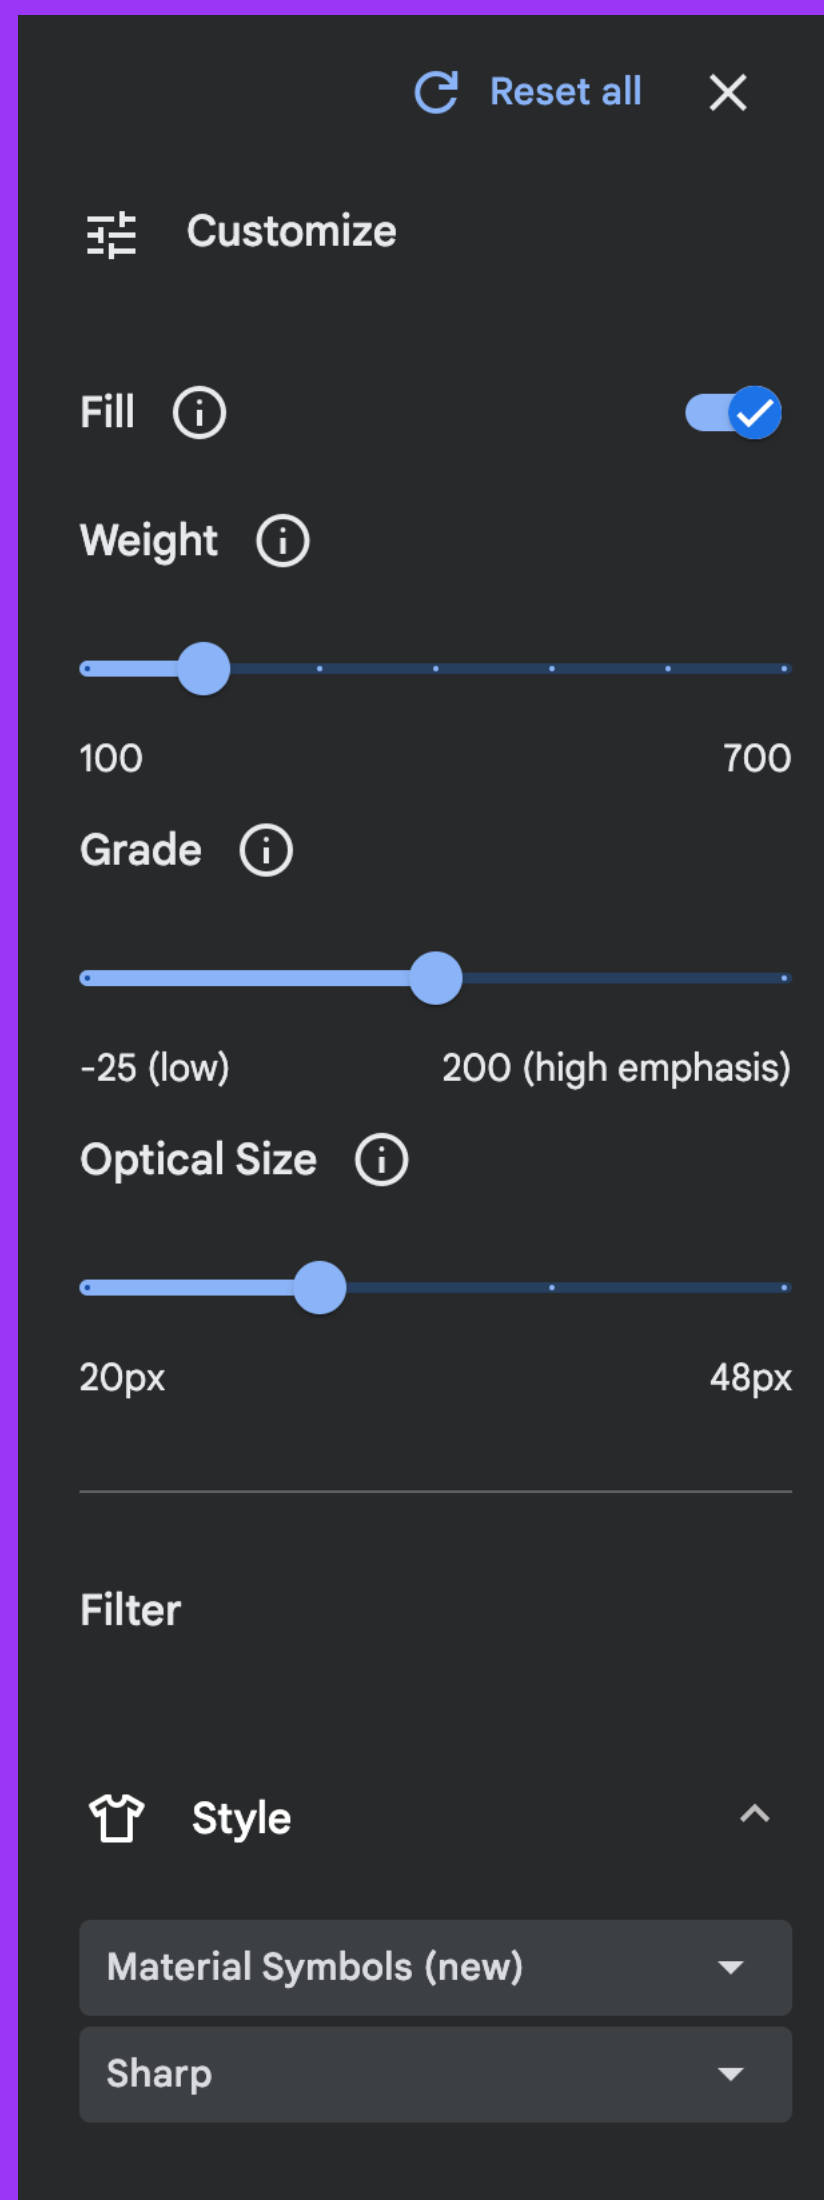 Reset all
Customize
Fill
Weight
100 700
Grade
-25 (low) 200 (high emphasis)
Optical Size
20px 48px
Filter
Style
Material Symbols (new)
Sharp